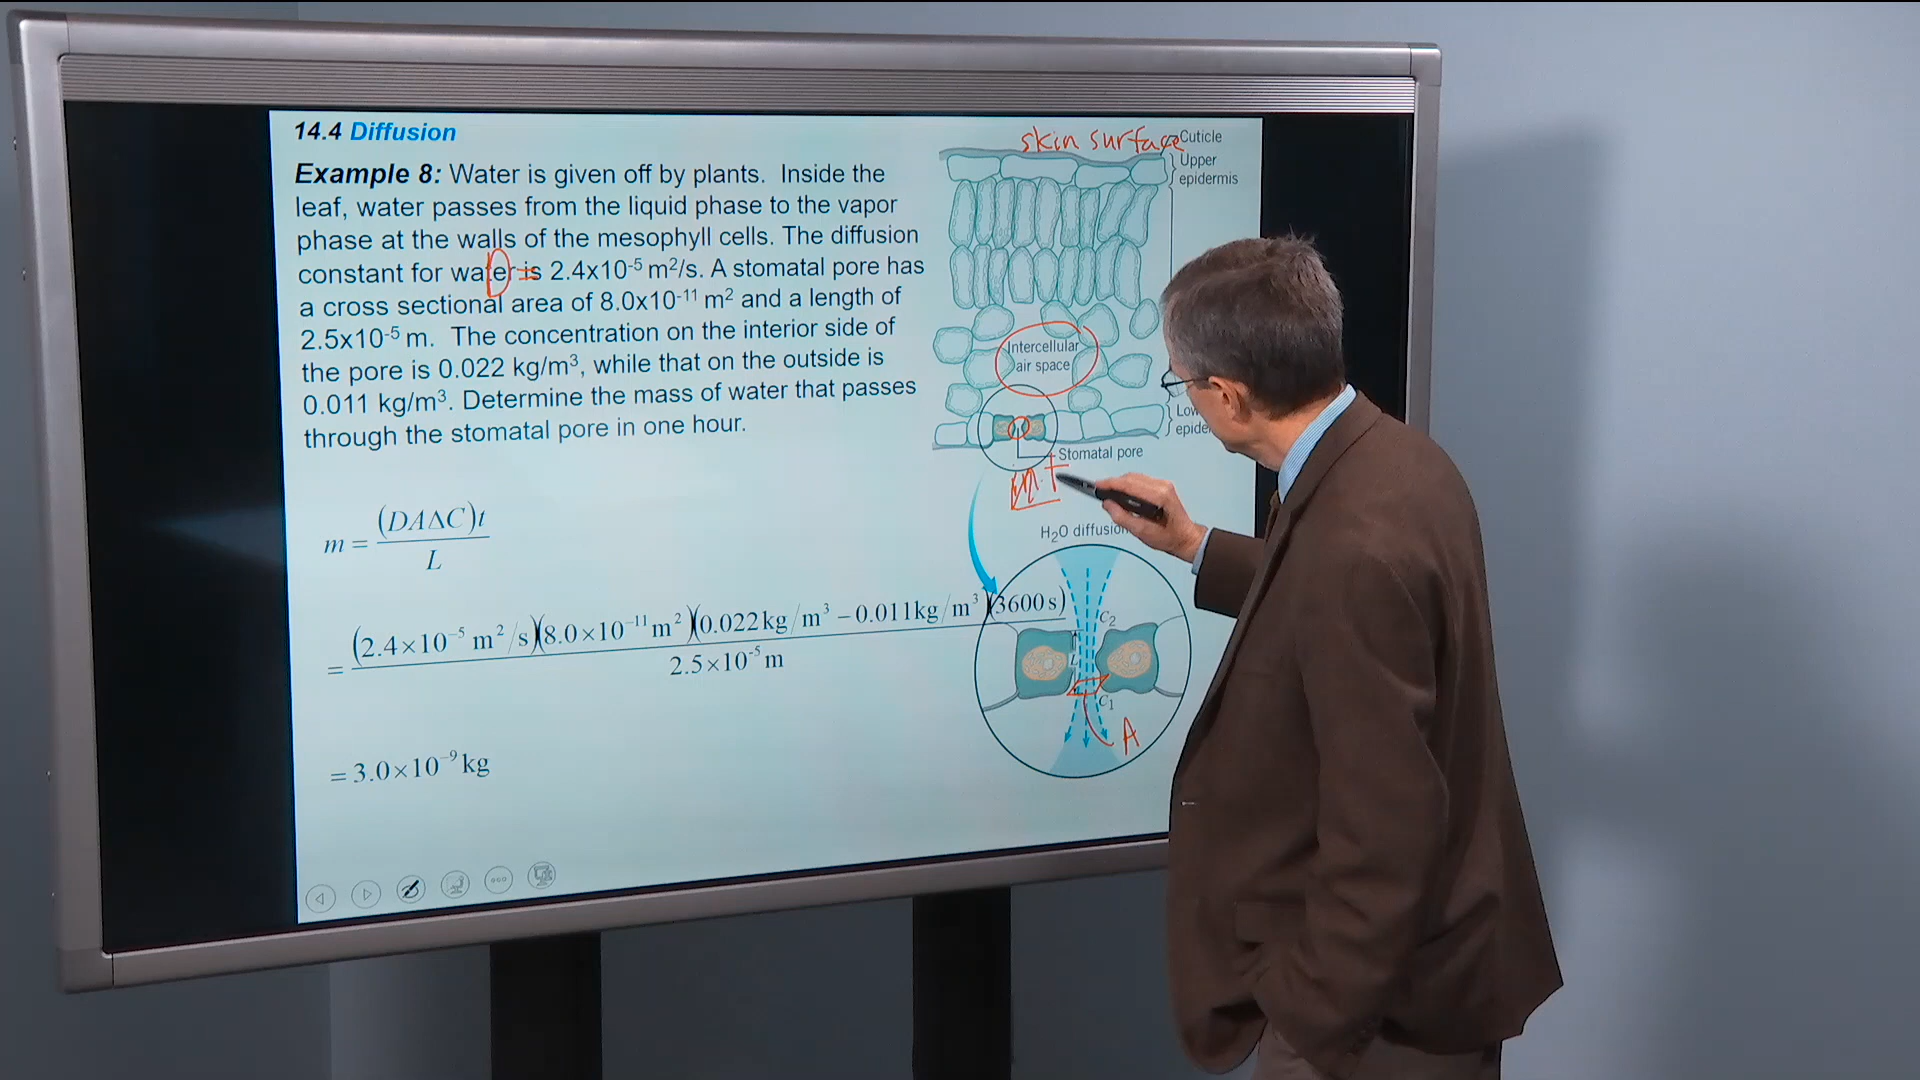 14.4 Diffusion
Example 8: Water is given off by plants. Inside the
leaf, water passes from the liquid phase to the vapor
phase at the walls of the mesophyll cells. The diffusion
constant for water is 2.4x10⁻⁵ m²/s. A stomatal pore has
a cross sectional area of 8.0x10⁻¹¹ m² and a length of
2.5x10⁻⁵ m. The concentration on the interior side of
the pore is 0.022 kg/m³, while that on the outside is
0.011 kg/m³. Determine the mass of water that passes
through the stomatal pore in one hour.
m = (DAΔC)t
L
= (2.4×10⁻⁵ m²/s)(8.0×10⁻¹¹ m²)(0.022 kg/m³ − 0.011 kg/m³)(3600 s)
2.5×10⁻⁵ m
= 3.0×10⁻⁹ kg
skin surface
Cuticle
Upper
epidermis
Intercellular
air space
Stomatal pore
m t
H₂O
C₂
L
C₁
A